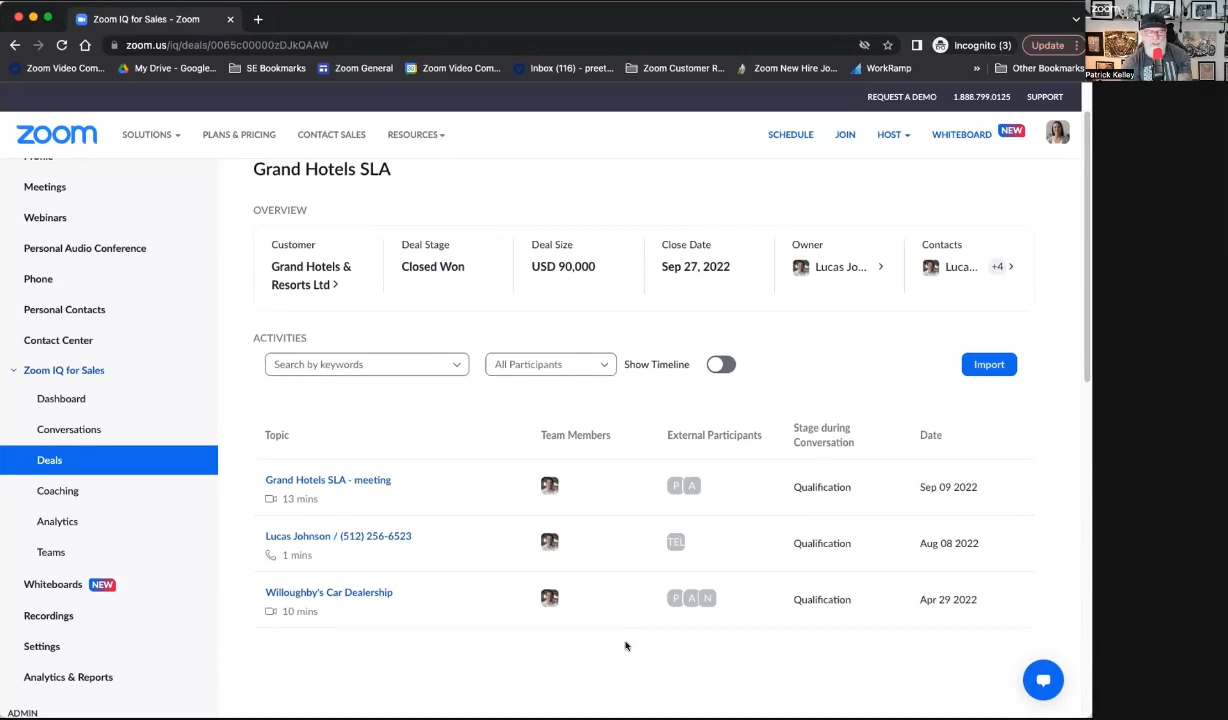 Zoom IQ for Sales - Zoom
zoom.us/iq/deals/0065c00000zDJkQAAW
Incognito (3)
Update
Zoom Video Com...
My Drive - Google...
SE Bookmarks
Zoom General
Zoom Video Com...
Inbox (116) - preet...
Zoom Customer R...
Zoom New Hire Jo...
WorkRamp
»
Other Bookmarks
zoom
Patrick Kelley
REQUEST A DEMO
1.888.799.0125
SUPPORT
zoom
SOLUTIONS
PLANS & PRICING
CONTACT SALES
RESOURCES
SCHEDULE
JOIN
HOST
WHITEBOARD
NEW
Profile
Meetings
Webinars
Personal Audio Conference
Phone
Personal Contacts
Contact Center
Zoom IQ for Sales
Dashboard
Conversations
Deals
Coaching
Analytics
Teams
Whiteboards NEW
Recordings
Settings
Analytics & Reports
ADMIN
Grand Hotels SLA
OVERVIEW
Customer
Grand Hotels &
Resorts Ltd
Deal Stage
Closed Won
Deal Size
USD 90,000
Close Date
Sep 27, 2022
Owner
Lucas Jo...
Contacts
Luca... +4
ACTIVITIES
Search by keywords
All Participants
Show Timeline
Import
Topic
Team Members
External Participants
Stage during
Conversation
Date
Grand Hotels SLA - meeting
13 mins
P A
Qualification
Sep 09 2022
Lucas Johnson / (512) 256-6523
1 mins
TEL
Qualification
Aug 08 2022
Willoughby's Car Dealership
10 mins
P A N
Qualification
Apr 29 2022